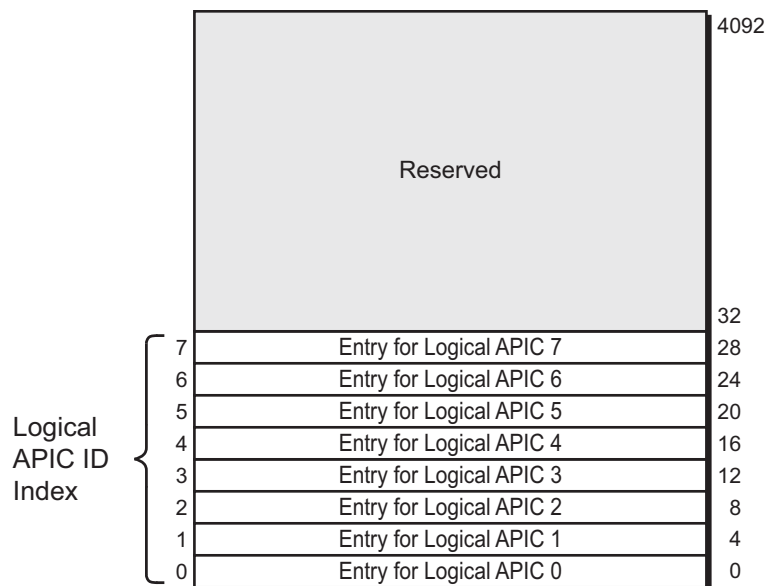 4092
Reserved
32
7 Entry for Logical APIC 7 28
6 Entry for Logical APIC 6 24
5 Entry for Logical APIC 5 20
4 Entry for Logical APIC 4 16
3 Entry for Logical APIC 3 12
2 Entry for Logical APIC 2 8
1 Entry for Logical APIC 1 4
0 Entry for Logical APIC 0 0
Logical
APIC ID
Index